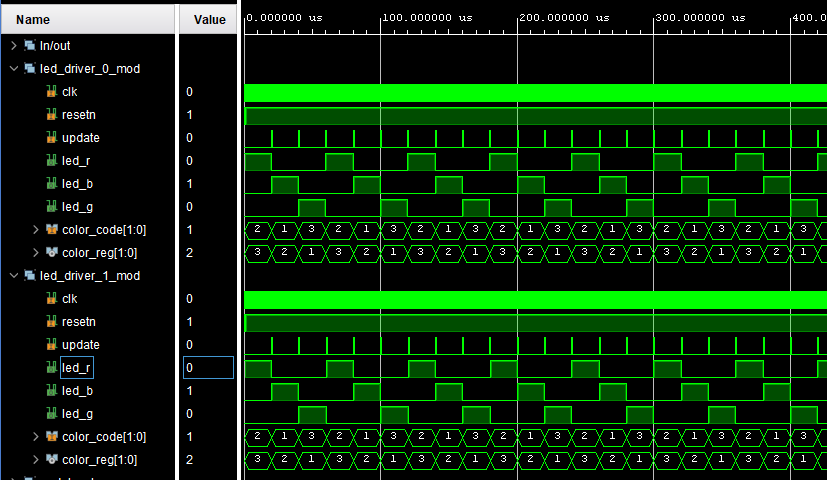 Name Value 0.000000 us 100.000000 us 200.000000 us 300.000000 us 400.
In/out
led_driver_0_mod
clk 0
resetn 1
update 0
led_r 0
led_b 1
led_g 0
color_code[1:0] 1 2 1 3 2 1 3 2 1 3 2 1 3 2 1 3 2 1 3 2 1 3
color_reg[1:0] 2 3 2 1 3 2 1 3 2 1 3 2 1 3 2 1 3 2 1 3 2 1
led_driver_1_mod
clk 0
resetn 1
update 0
led_r 0
led_b 1
led_g 0
color_code[1:0] 1 2 1 3 2 1 3 2 1 3 2 1 3 2 1 3 2 1 3 2 1 3
color_reg[1:0] 2 3 2 1 3 2 1 3 2 1 3 2 1 3 2 1 3 2 1 3 2 1